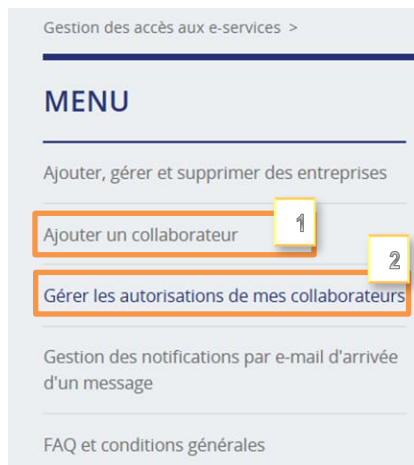 Gestion des accès aux e-services >
MENU
Ajouter, gérer et supprimer des entreprises
1
Ajouter un collaborateur
2
Gérer les autorisations de mes collaborateurs
Gestion des notifications par e-mail d'arrivée
d'un message
FAQ et conditions générales